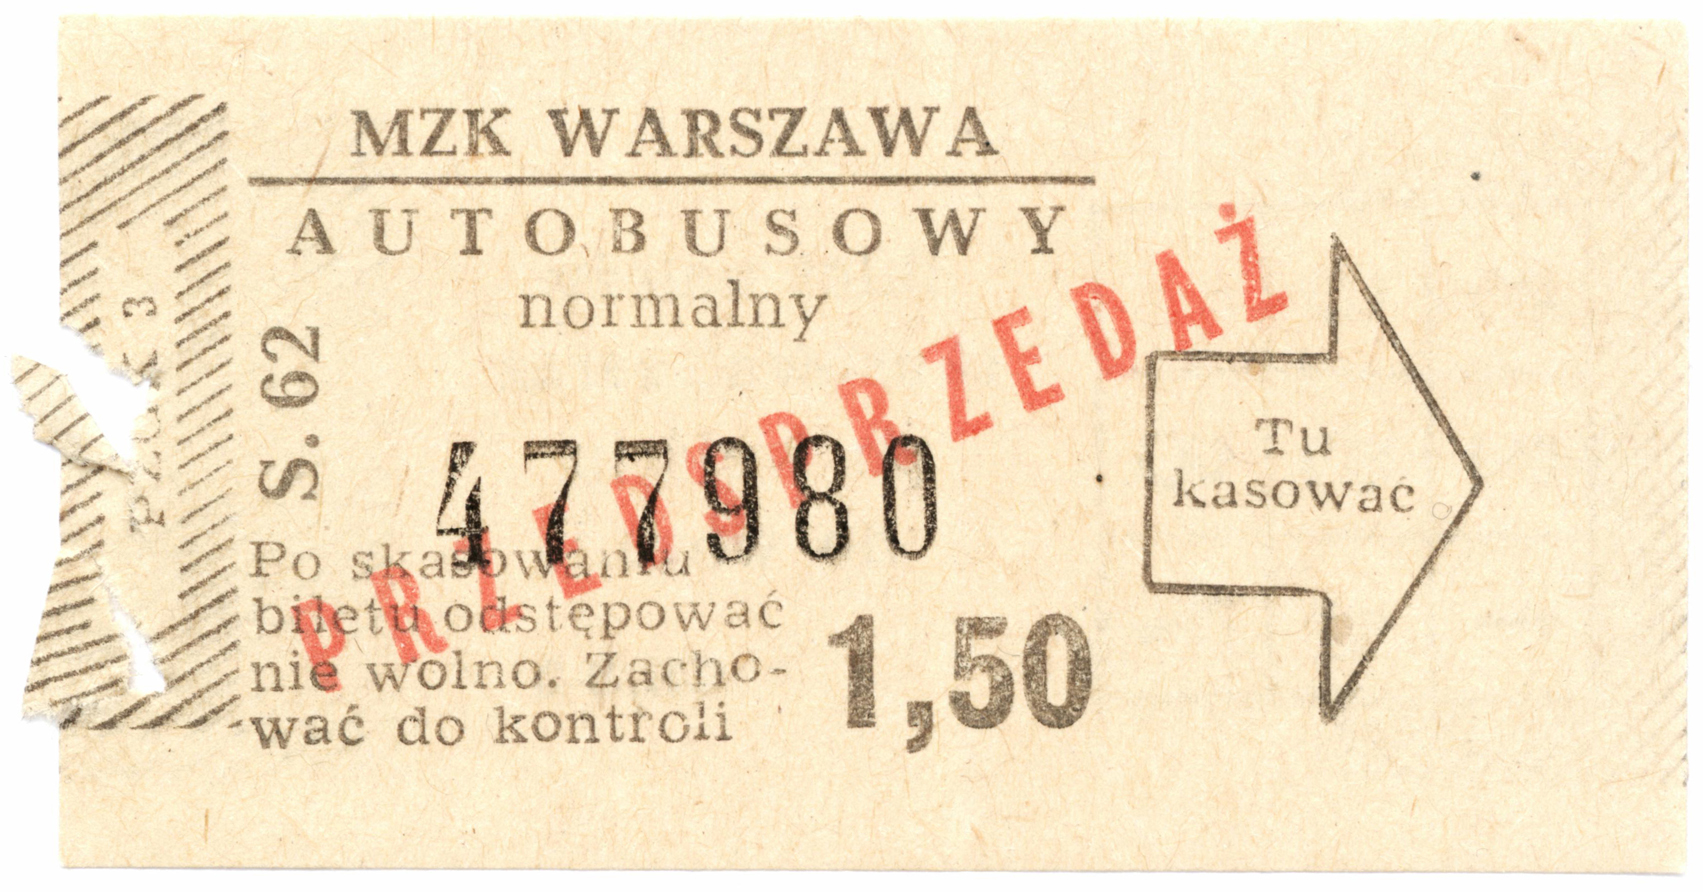 MZK WARSZAWA
AUTOBUSOWY
normalny
S. 62
477980
PRZEDSPRZEDAŻ
Po skasowaniu
biletu odstępować
nie wolno. Zacho-
wać do kontroli
1,50
Tu
kasować
3